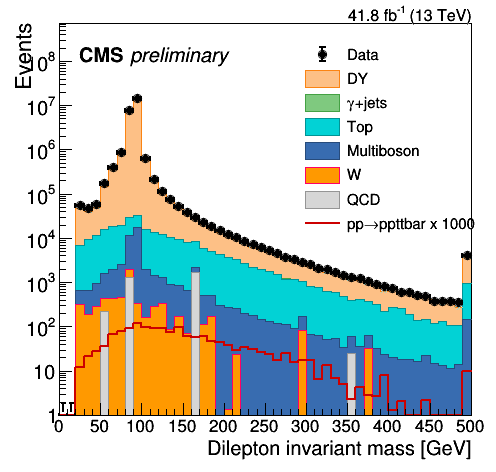 41.8 fb⁻¹ (13 TeV)
Events
CMS preliminary
Data
DY
γ+jets
Top
Multiboson
W
QCD
pp→ppttbar x 1000
10⁷
10⁶
10⁵
10⁴
10³
10²
10
1
0 50 100 150 200 250 300 350 400 450 500
Dilepton invariant mass [GeV]